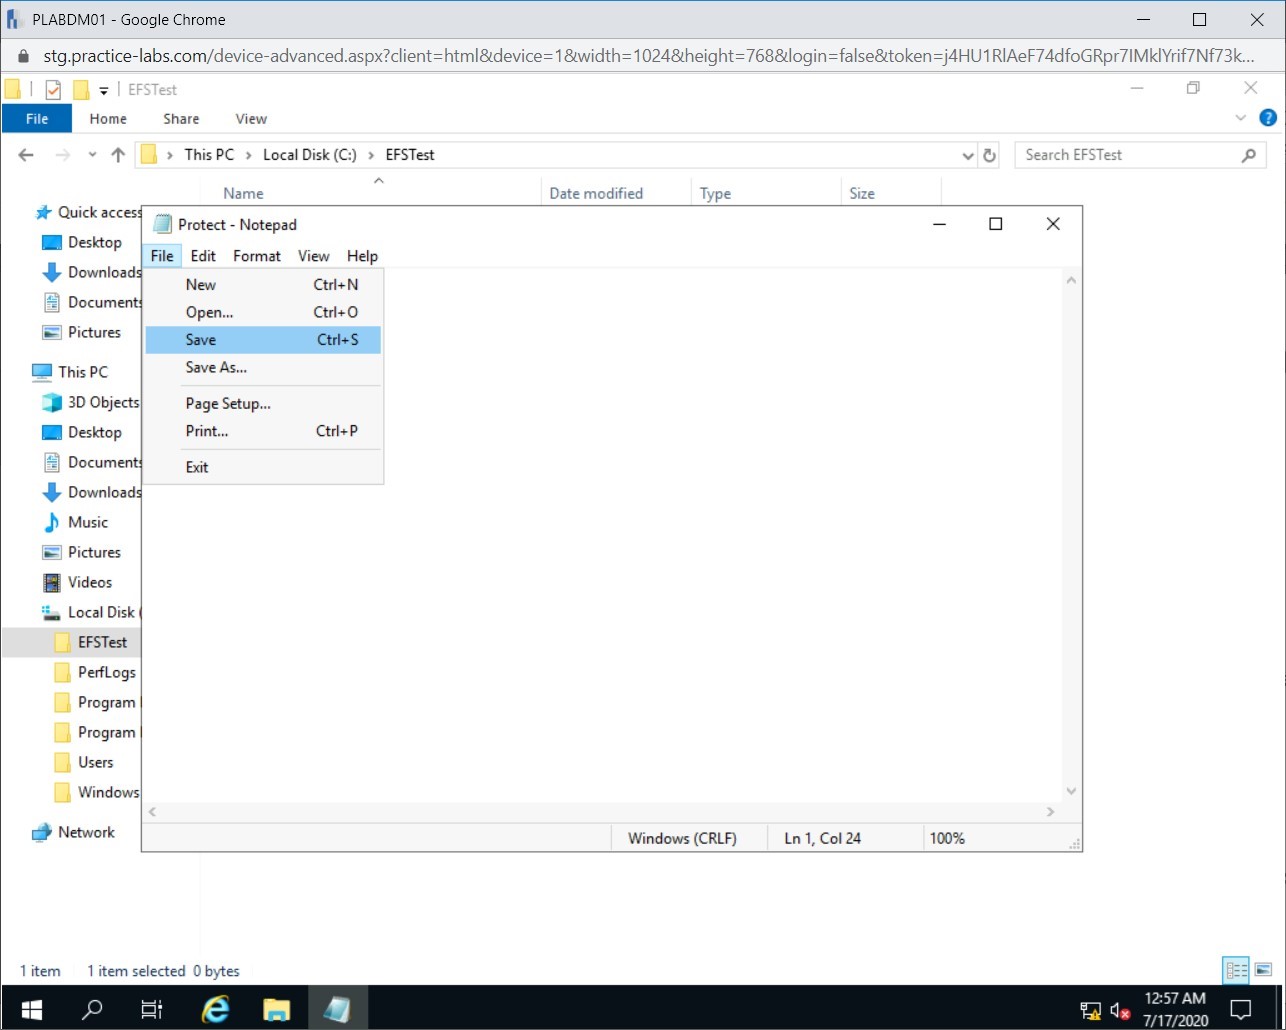 PLABDM01 - Google Chrome
stg.practice-labs.com/device-advanced.aspx?client=html&device=1&width=1024&height=768&login=false&token=j4HU1RlAeF74dfoGRpr7IMklYrif7Nf73k...
EFSTest
File Home Share View
This PC > Local Disk (C:) > EFSTest
Search EFSTest
Name Date modified Type Size
Quick access
Desktop
Downloads
Documents
Pictures
This PC
3D Objects
Desktop
Documents
Downloads
Music
Pictures
Videos
Local Disk (
EFSTest
PerfLogs
Program
Program
Users
Windows
Network
Protect - Notepad
File Edit Format View Help
New Ctrl+N
Open... Ctrl+O
Save Ctrl+S
Save As...
Page Setup...
Print... Ctrl+P
Exit
Windows (CRLF) Ln 1, Col 24 100%
1 item 1 item selected 0 bytes
12:57 AM
7/17/2020